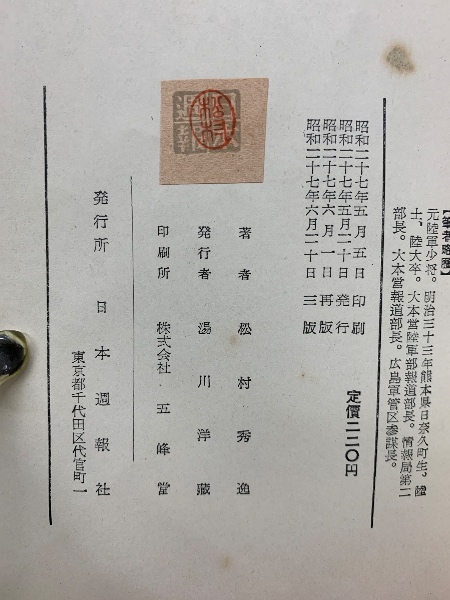 【筆者略歴】
元陸軍少将。明治三十三年熊本県日奈久町生、陸
士、陸大卒。大本営陸軍部報道部長。情報局第二
部長。大本営報道部長。広島軍管区参謀長。
昭和二十七年五月五日 印刷
昭和二十七年五月二十日 発行
昭和二十七年六月一日 再版
昭和二十七年六月二十日 三版
定價二二〇円
著者 松村秀逸
発行者 湯川洋蔵
印刷所 株式会社 五峰堂
発行所 日本週報社
東京都千代田区代官町一